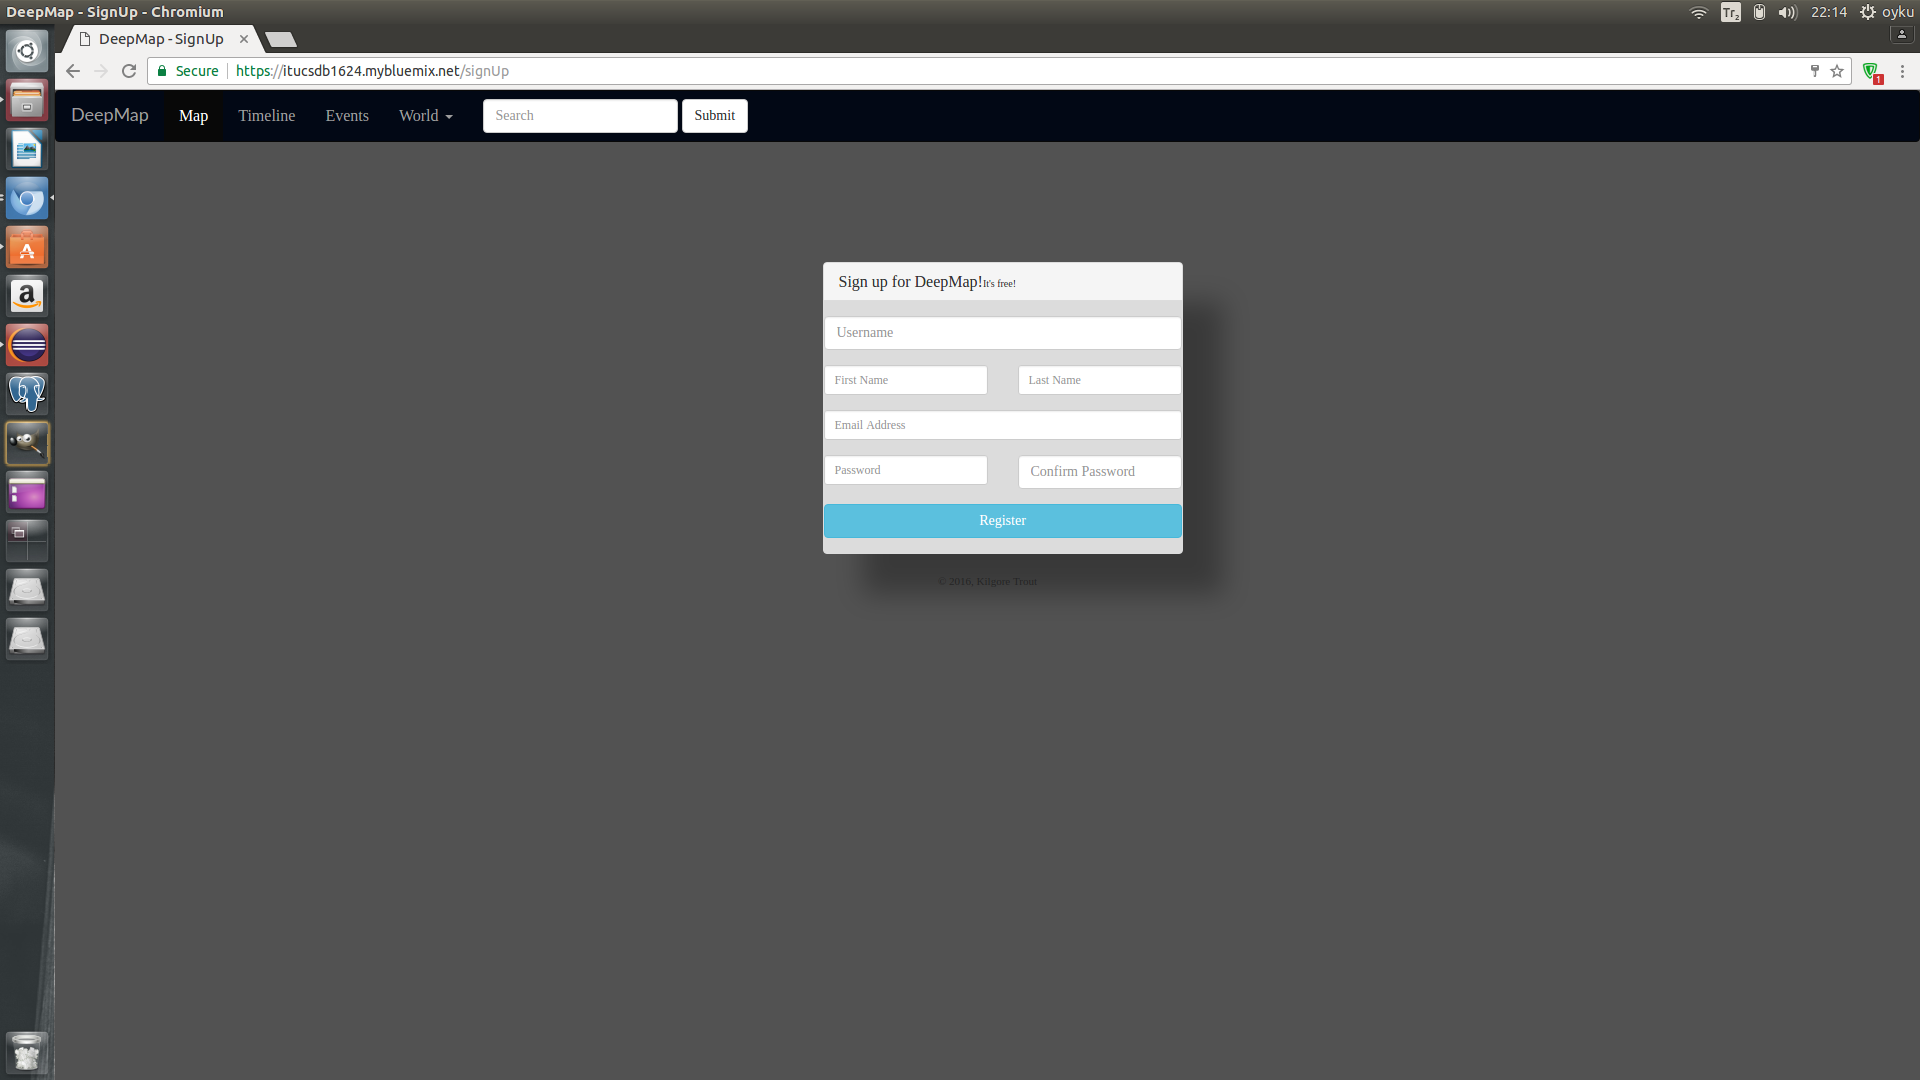 DeepMap - SignUp - Chromium
Tr2
22:14
oyku
DeepMap - SignUp
Secure
https://itucsdb1624.mybluemix.net/signUp
1
DeepMap
Map
Timeline
Events
World
Search
Submit
Sign up for DeepMap!It's free!
Username
First Name
Last Name
Email Address
Password
Confirm Password
Register
© 2016, Kilgore Trout